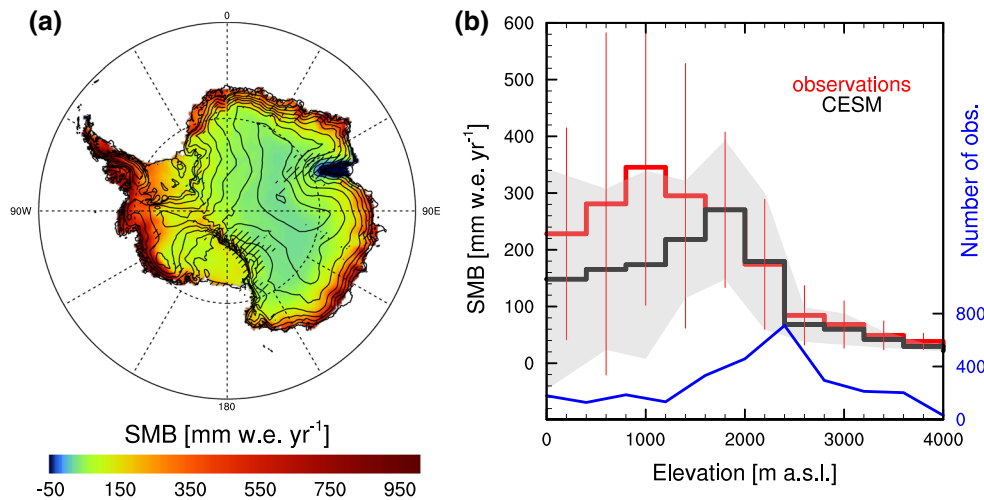 (a)
0
90W
90E
180
SMB [mm w.e. yr⁻¹]
-50 150 350 550 750 950
(b)
600
500
400
300
200
100
0
SMB [mm w.e. yr⁻¹]
observations
CESM
Number of obs.
800
400
0
0 1000 2000 3000 4000
Elevation [m a.s.l.]